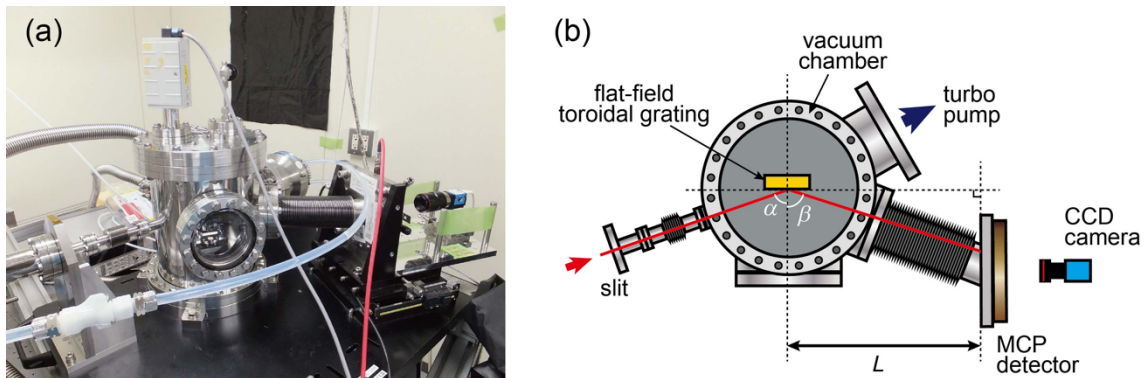 (a)
(b)
vacuum
chamber
flat-field
toroidal grating
turbo
pump
α
β
slit
CCD
camera
MCP
detector
L